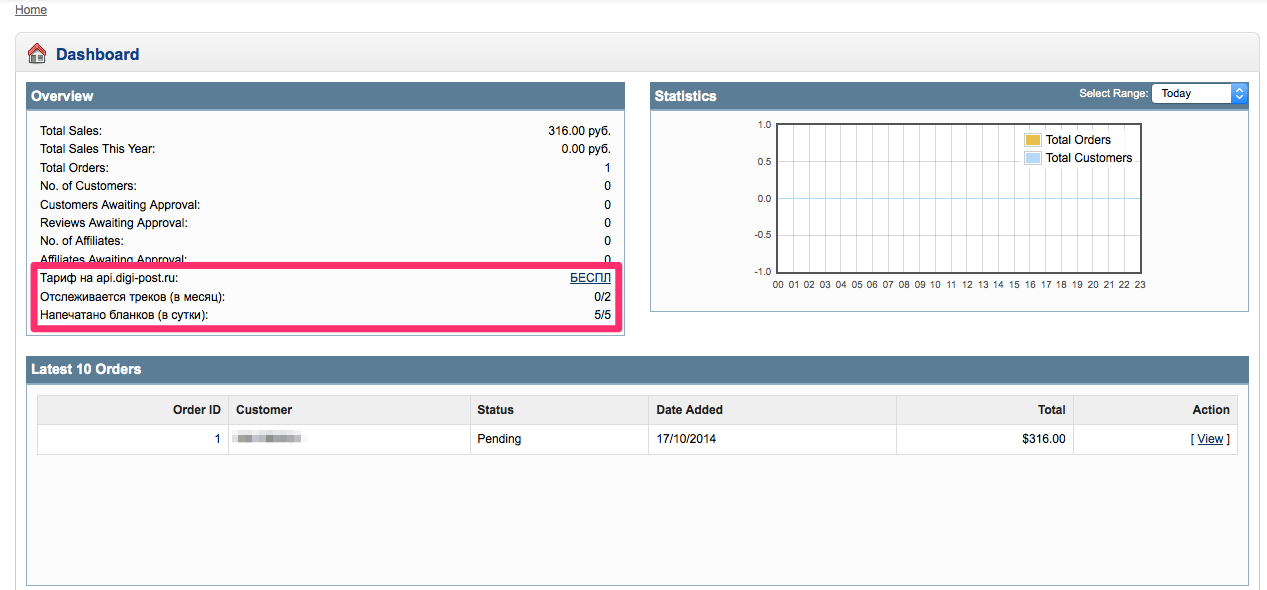 Home
Dashboard
Overview
Total Sales: 316.00 руб.
Total Sales This Year: 0.00 руб.
Total Orders: 1
No. of Customers: 0
Customers Awaiting Approval: 0
Reviews Awaiting Approval: 0
No. of Affiliates: 0
Affiliates Awaiting Approval: 0
Тариф на api.digi-post.ru: БЕСПЛ
Отслеживается треков (в месяц): 0/2
Напечатано бланков (в сутки): 5/5
Statistics Select Range: Today
1.0
0.5
0.0
-0.5
-1.0
Total Orders
Total Customers
00 01 02 03 04 05 06 07 08 09 10 11 12 13 14 15 16 17 18 19 20 21 22 23
Latest 10 Orders
Order ID Customer Status Date Added Total Action
1 Pending 17/10/2014 $316.00 [ View ]